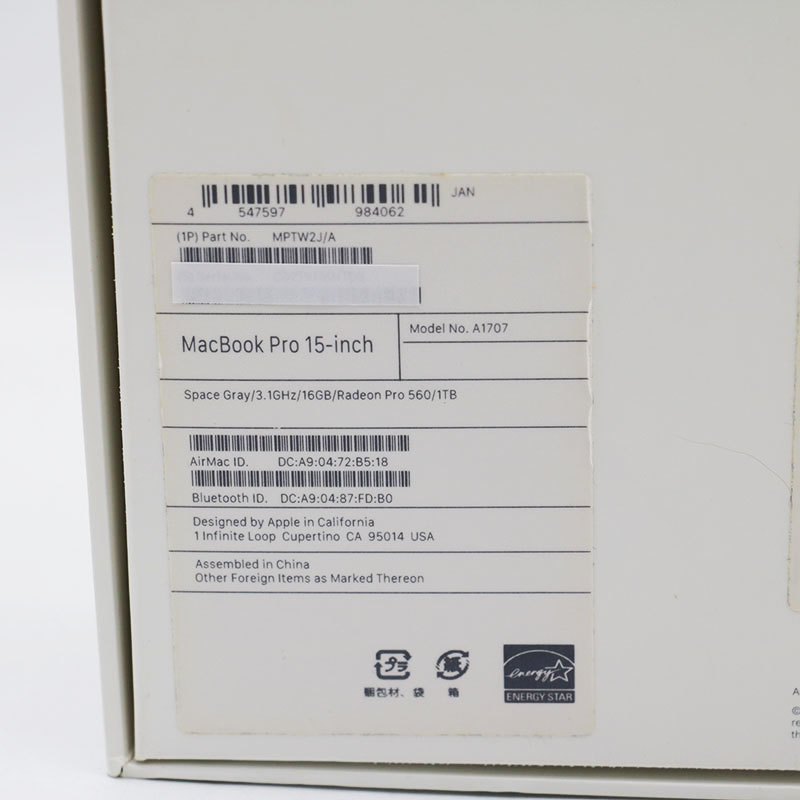 JAN
4 547597 984062
(1P) Part No. MPTW2J/A
MacBook Pro 15-inch
Model No. A1707
Space Gray/3.1GHz/16GB/Radeon Pro 560/1TB
AirMac ID. DC:A9:04:72:B5:18
Bluetooth ID. DC:A9:04:87:FD:B0
Designed by Apple in California
1 Infinite Loop Cupertino CA 95014 USA
Assembled in China
Other Foreign Items as Marked Thereon
プラ
紙
energy
ENERGY STAR
梱包材、袋
箱
A
©
re
th